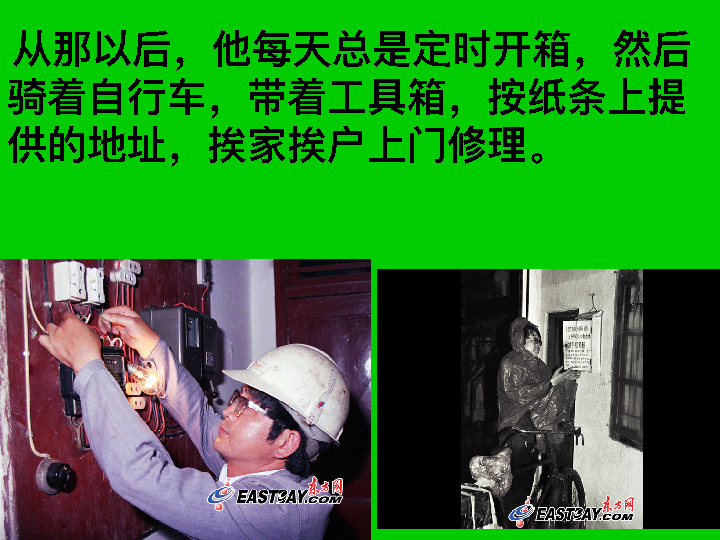 从那以后，他每天总是定时开箱，然后
骑着自行车，带着工具箱，按纸条上提
供的地址，挨家挨户上门修理。
EASTDAY.COM
东方网
EASTDAY.COM
东方网